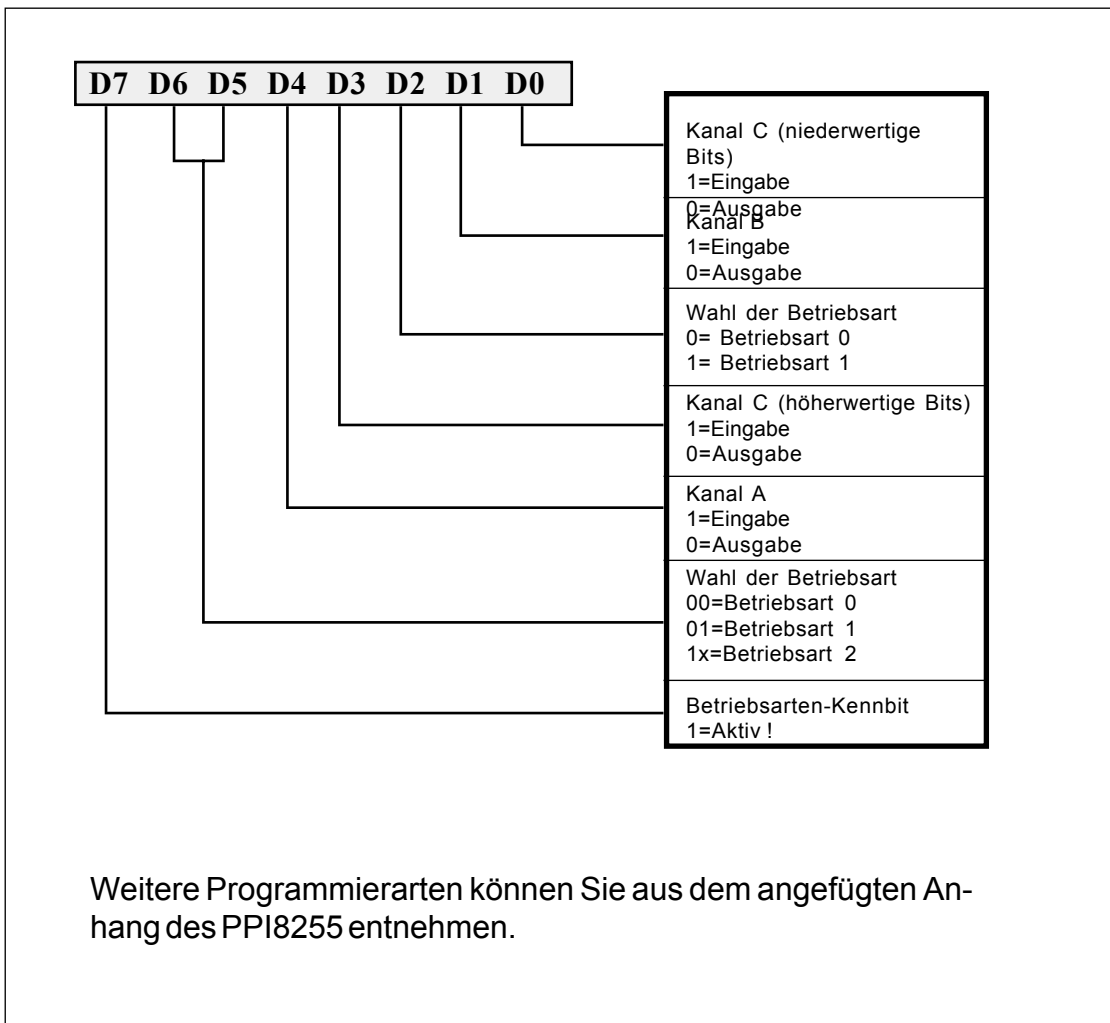 D7 D6 D5 D4 D3 D2 D1 D0
Kanal C (niederwertige
Bits)
1=Eingabe
0=Ausgabe
Kanal B
1=Eingabe
0=Ausgabe
Wahl der Betriebsart
0= Betriebsart 0
1= Betriebsart 1
Kanal C (höherwertige Bits)
1=Eingabe
0=Ausgabe
Kanal A
1=Eingabe
0=Ausgabe
Wahl der Betriebsart
00=Betriebsart 0
01=Betriebsart 1
1x=Betriebsart 2
Betriebsarten-Kennbit
1=Aktiv !
Weitere Programmierarten können Sie aus dem angefügten An-
hang des PPI8255 entnehmen.